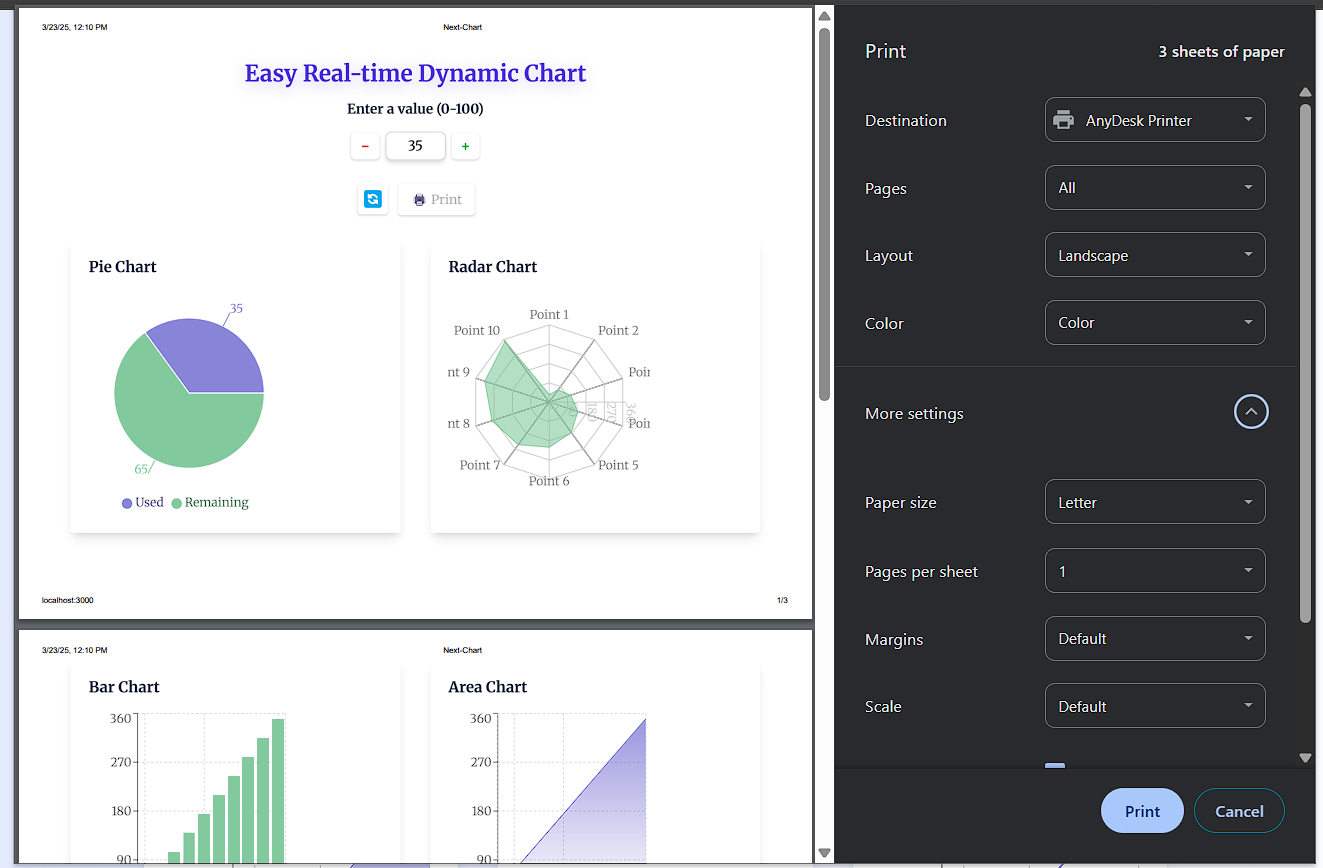 3/23/25, 12:10 PM
Next-Chart
Easy Real-time Dynamic Chart
Enter a value (0-100)
- 35 +
Print
Pie Chart
35
65
Used Remaining
Radar Chart
Point 1
Point 10 Point 2
nt 9 Poin
180 270 360
nt 8 Poin
Point 7 Point 5
Point 6
localhost:3000
1/3
3/23/25, 12:10 PM
Next-Chart
Bar Chart
360
270
180
90
Area Chart
360
270
180
90
Print
3 sheets of paper
Destination AnyDesk Printer
Pages All
Layout Landscape
Color Color
More settings
Paper size Letter
Pages per sheet 1
Margins Default
Scale Default
Print Cancel